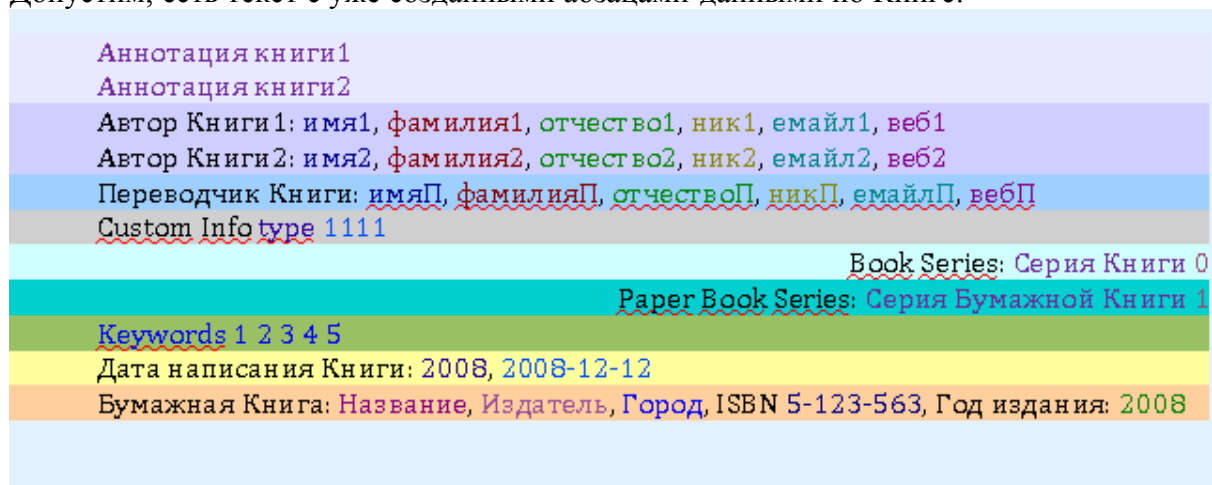 Допустим, есть текст с уже созданными абзацами данными по Книге:
Аннотация книги1
Аннотация книги2
Автор Книги1: имя1, фамилия1, отчество1, ник1, емайл1, веб1
Автор Книги2: имя2, фамилия2, отчество2, ник2, емайл2, веб2
Переводчик Книги: имяП, фамилияП, отчествоП, никП, емайлП, вебП
Custom Info type 1111
Book Series: Серия Книги 0
Paper Book Series: Серия Бумажной Книги 1
Keywords 1 2 3 4 5
Дата написания Книги: 2008, 2008-12-12
Бумажная Книга: Название, Издатель, Город, ISBN 5-123-563, Год издания: 2008